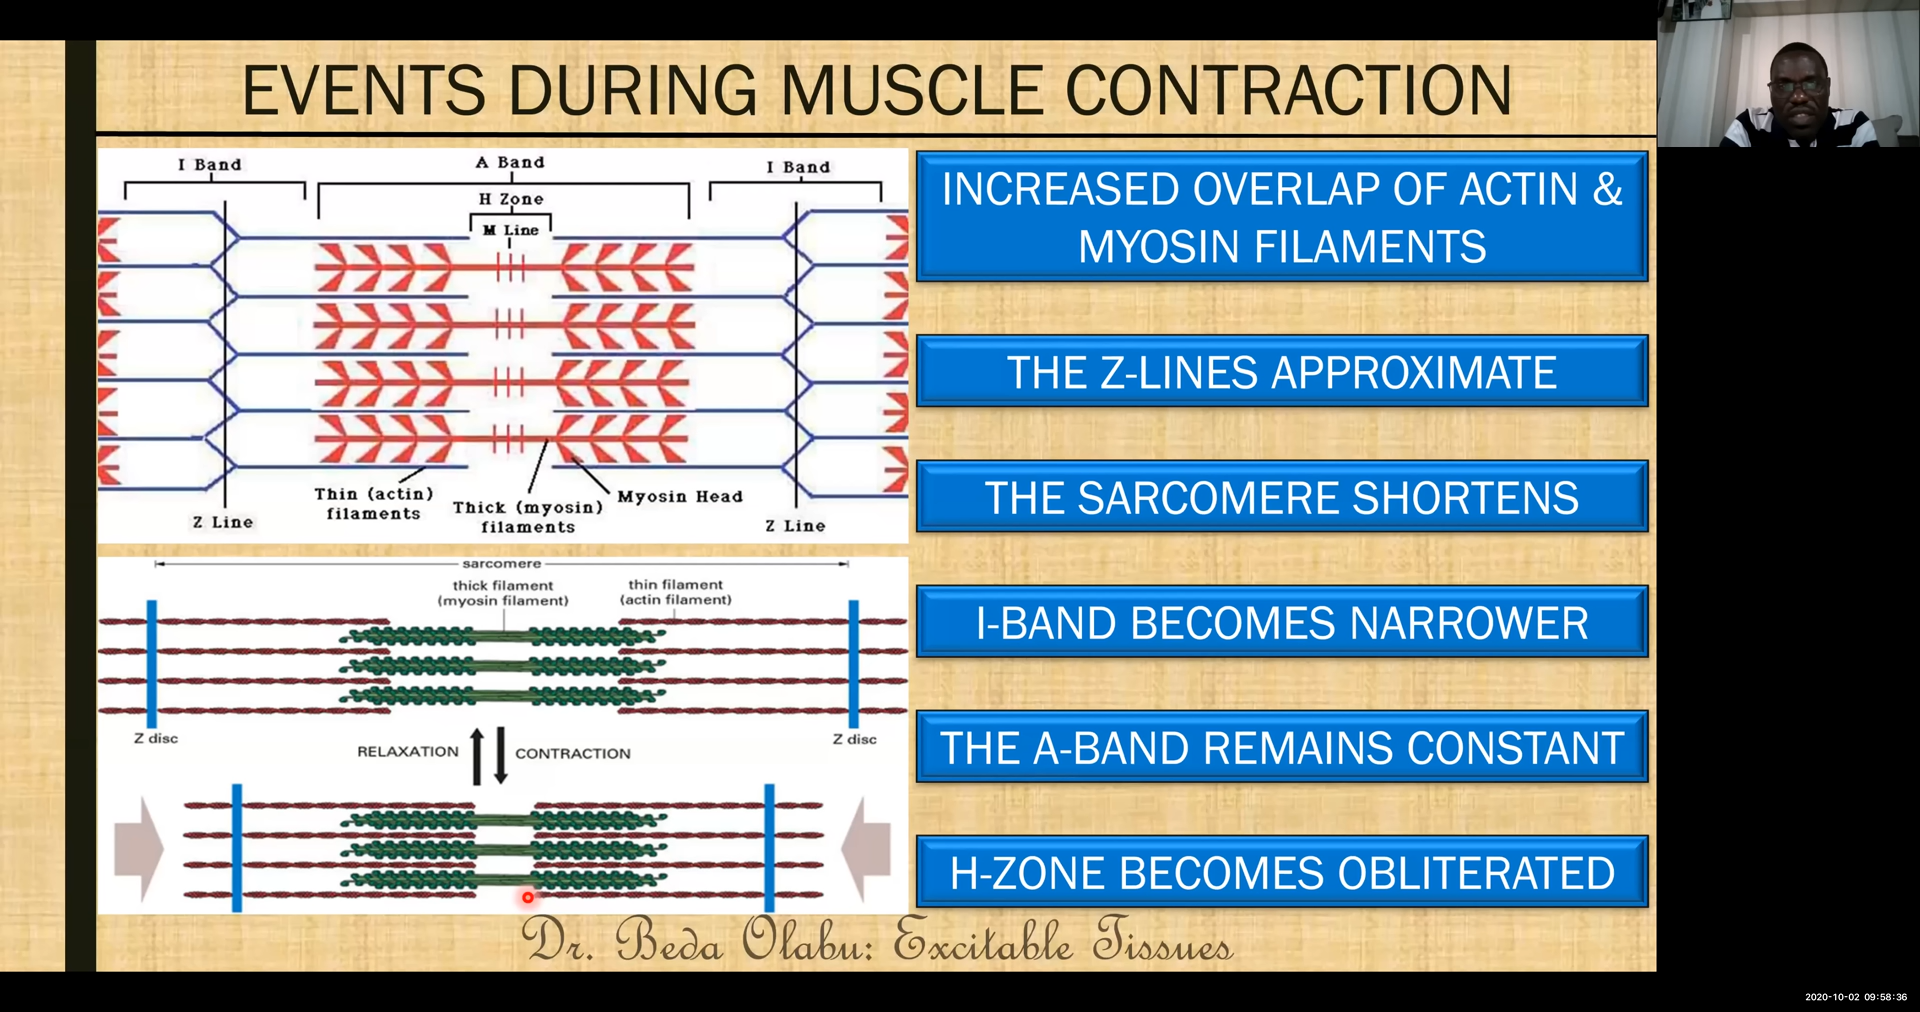 EVENTS DURING MUSCLE CONTRACTION
I Band
A Band
I Band
H Zone
M Line
Thin (actin)
filaments
Thick (myosin)
filaments
Myosin Head
Z Line
Z Line
sarcomere
thick filament
(myosin filament)
thin filament
(actin filament)
Z disc
Z disc
RELAXATION
CONTRACTION
INCREASED OVERLAP OF ACTIN &
MYOSIN FILAMENTS
THE Z-LINES APPROXIMATE
THE SARCOMERE SHORTENS
I-BAND BECOMES NARROWER
THE A-BAND REMAINS CONSTANT
H-ZONE BECOMES OBLITERATED
Dr. Beda Olabu: Excitable Tissues
2020-10-02 09:58:36